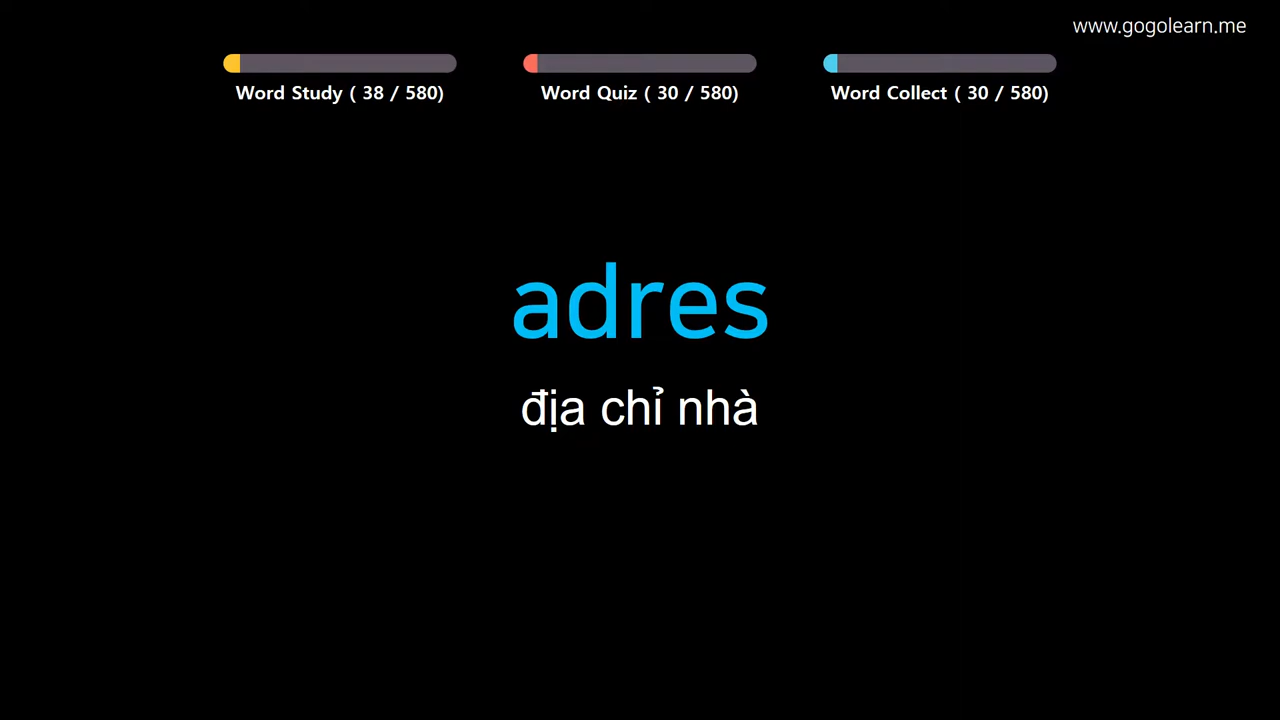 www.gogolearn.me
Word Study ( 38 / 580)
Word Quiz ( 30 / 580)
Word Collect ( 30 / 580)
adres
địa chỉ nhà